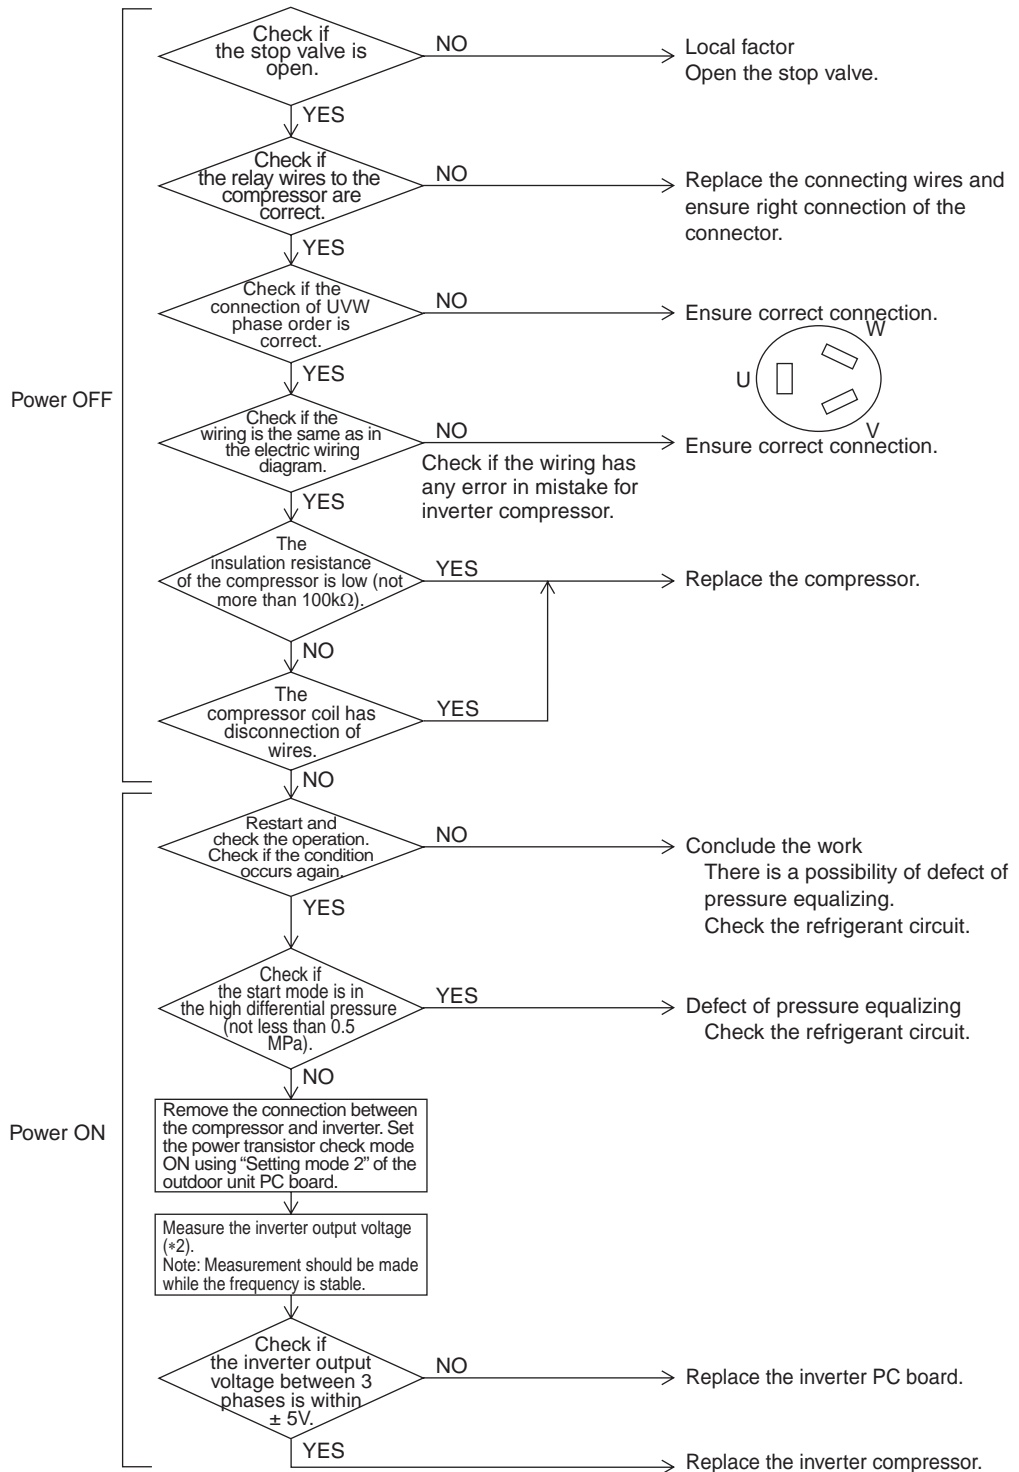 Check if
the stop valve is
open.
NO
Local factor
Open the stop valve.
YES
Check if
the relay wires to the
compressor are
correct.
NO
Replace the connecting wires and
ensure right connection of the
connector.
YES
Check if the
connection of UVW
phase order is
correct.
NO
Ensure correct connection.
W
U
V
YES
Power OFF
Check if the
wiring is the same as in
the electric wiring
diagram.
NO
Check if the wiring has
any error in mistake for
inverter compressor.
Ensure correct connection.
YES
The
insulation resistance
of the compressor is low (not
more than 100kΩ).
YES
Replace the compressor.
NO
The
compressor coil has
disconnection of
wires.
YES
NO
Restart and
check the operation.
Check if the condition
occurs again.
NO
Conclude the work
There is a possibility of defect of
pressure equalizing.
Check the refrigerant circuit.
YES
Check if
the start mode is in
the high differential pressure
(not less than 0.5
MPa).
YES
Defect of pressure equalizing
Check the refrigerant circuit.
NO
Power ON
Remove the connection between
the compressor and inverter. Set
the power transistor check mode
ON using “Setting mode 2” of the
outdoor unit PC board.
Measure the inverter output voltage
(*2).
Note: Measurement should be made
while the frequency is stable.
Check if
the inverter output
voltage between 3
phases is within
± 5V.
NO
Replace the inverter PC board.
YES
Replace the inverter compressor.